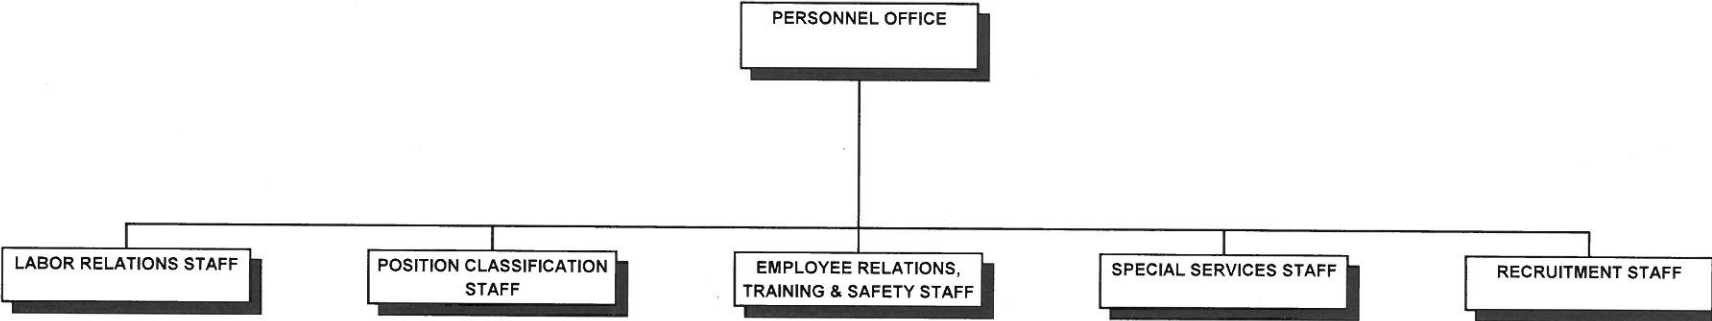 PERSONNEL OFFICE
LABOR RELATIONS STAFF
POSITION CLASSIFICATION
STAFF
EMPLOYEE RELATIONS,
TRAINING & SAFETY STAFF
SPECIAL SERVICES STAFF
RECRUITMENT STAFF